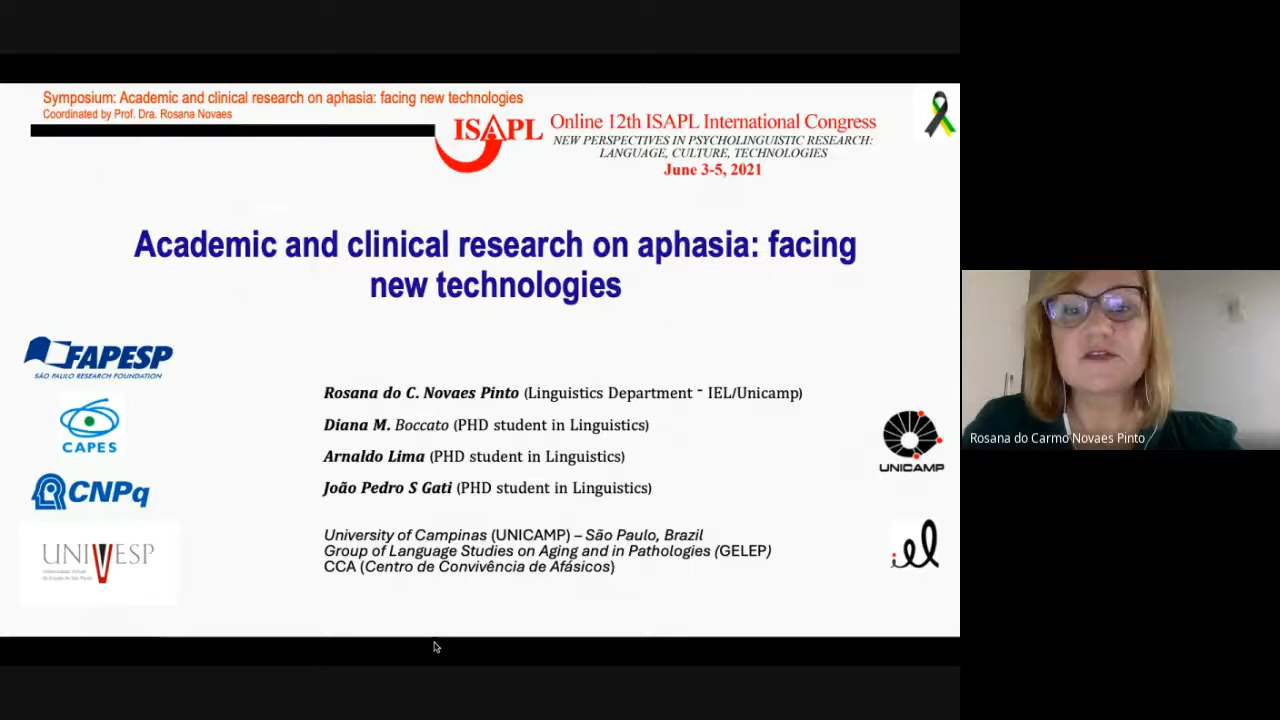 Symposium: Academic and clinical research on aphasia: facing new technologies
Coordinated by Prof. Dra. Rosana Novaes
ISAPL
Online 12th ISAPL International Congress
NEW PERSPECTIVES IN PSYCHOLINGUISTIC RESEARCH:
LANGUAGE, CULTURE, TECHNOLOGIES
June 3-5, 2021
Academic and clinical research on aphasia: facing
new technologies
FAPESP
SÃO PAULO RESEARCH FOUNDATION
CAPES
CNPq
UNIVESP
Rosana do C. Novaes Pinto (Linguistics Department - IEL/Unicamp)
Diana M. Boccato (PHD student in Linguistics)
Arnaldo Lima (PHD student in Linguistics)
João Pedro S Gati (PHD student in Linguistics)
University of Campinas (UNICAMP) – São Paulo, Brazil
Group of Language Studies on Aging and in Pathologies (GELEP)
CCA (Centro de Convivência de Afásicos)
UNICAMP
iel
Rosana do Carmo Novaes Pinto